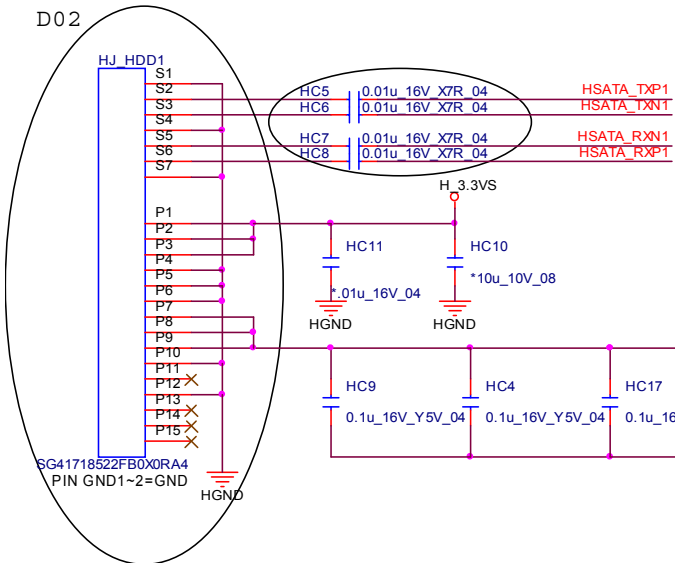 D02
HJ_HDD1
S1
S2
S3
S4
S5
S6
S7
HC5 0.01u_16V_X7R_04 HSATA_TXP1
HC6 0.01u_16V_X7R_04 HSATA_TXN1
HC7 0.01u_16V_X7R_04 HSATA_RXN1
HC8 0.01u_16V_X7R_04 HSATA_RXP1
H_3.3VS
P1
P2
P3
P4
P5
P6
P7
P8
P9
P10
P11
P12
P13
P14
P15
HC11
*.01u_16V_04
HGND
HC10
*10u_10V_08
HGND
HC9
0.1u_16V_Y5V_04
HC4
0.1u_16V_Y5V_04
HC17
0.1u_16
SG41718522FB0X0RA4
PIN GND1~2=GND
HGND